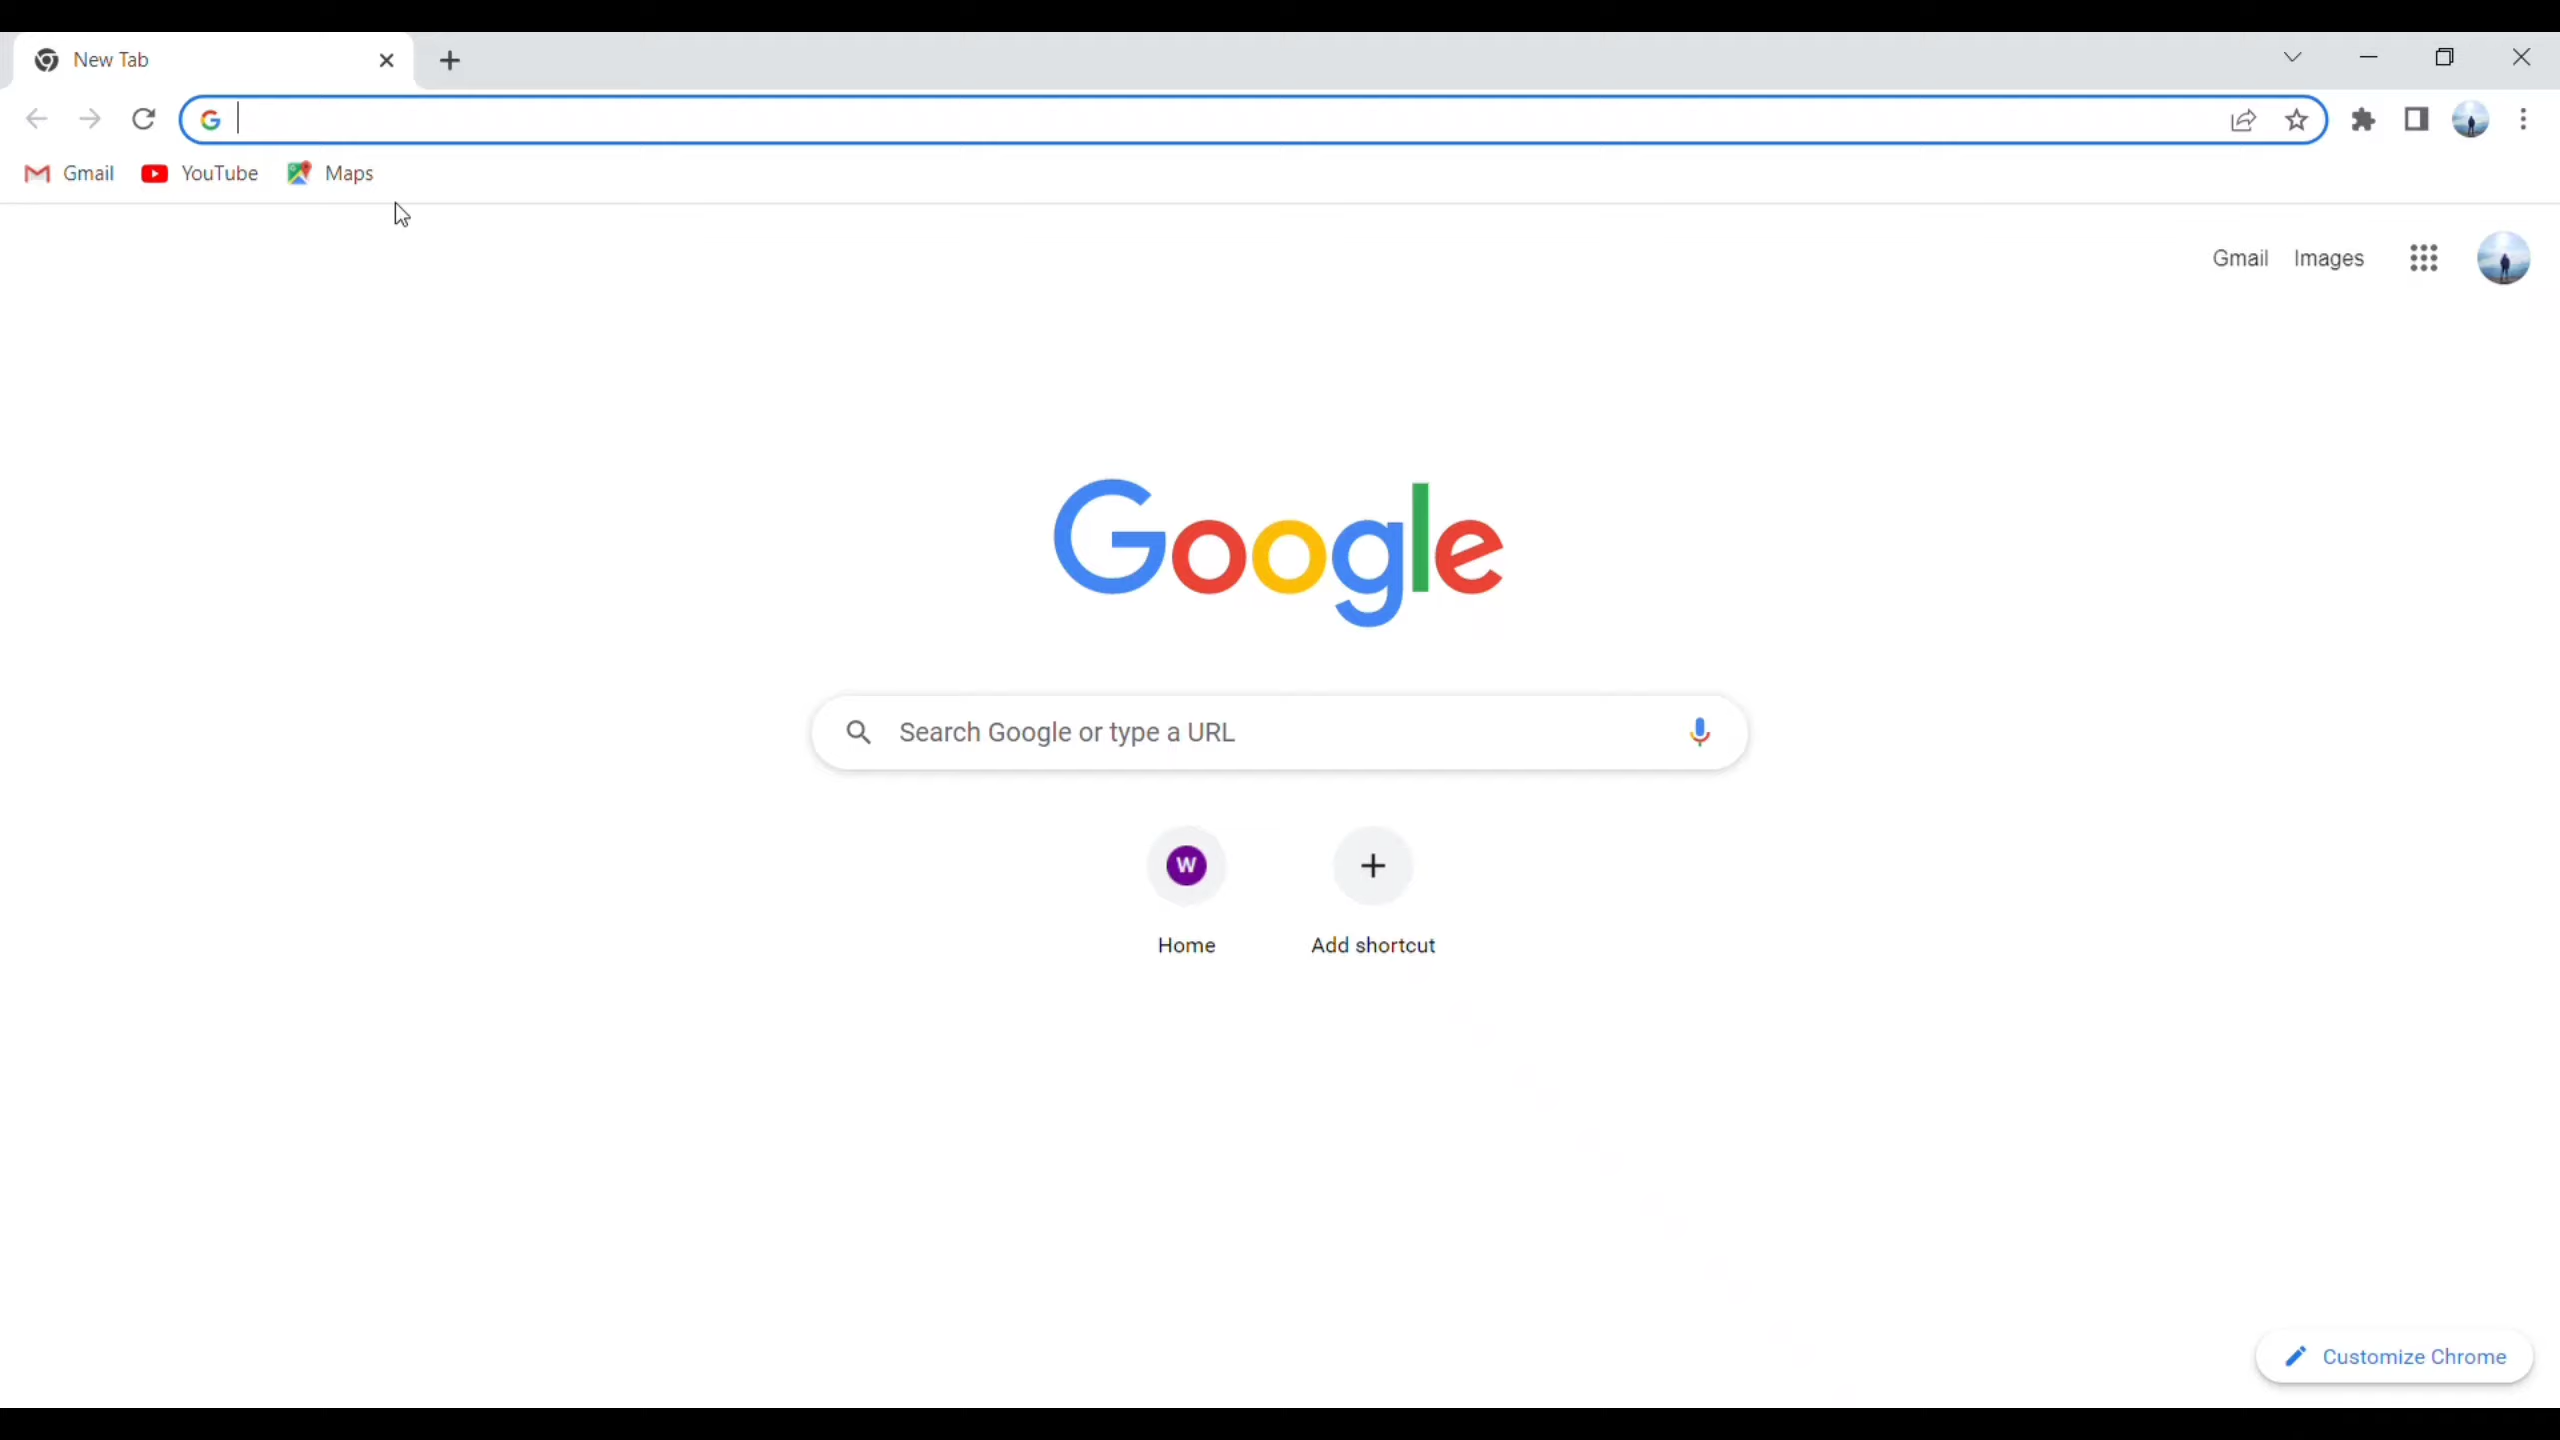 New Tab
Gmail YouTube Maps
Gmail Images
Google
Search Google or type a URL
W
Home Add shortcut
Customize Chrome